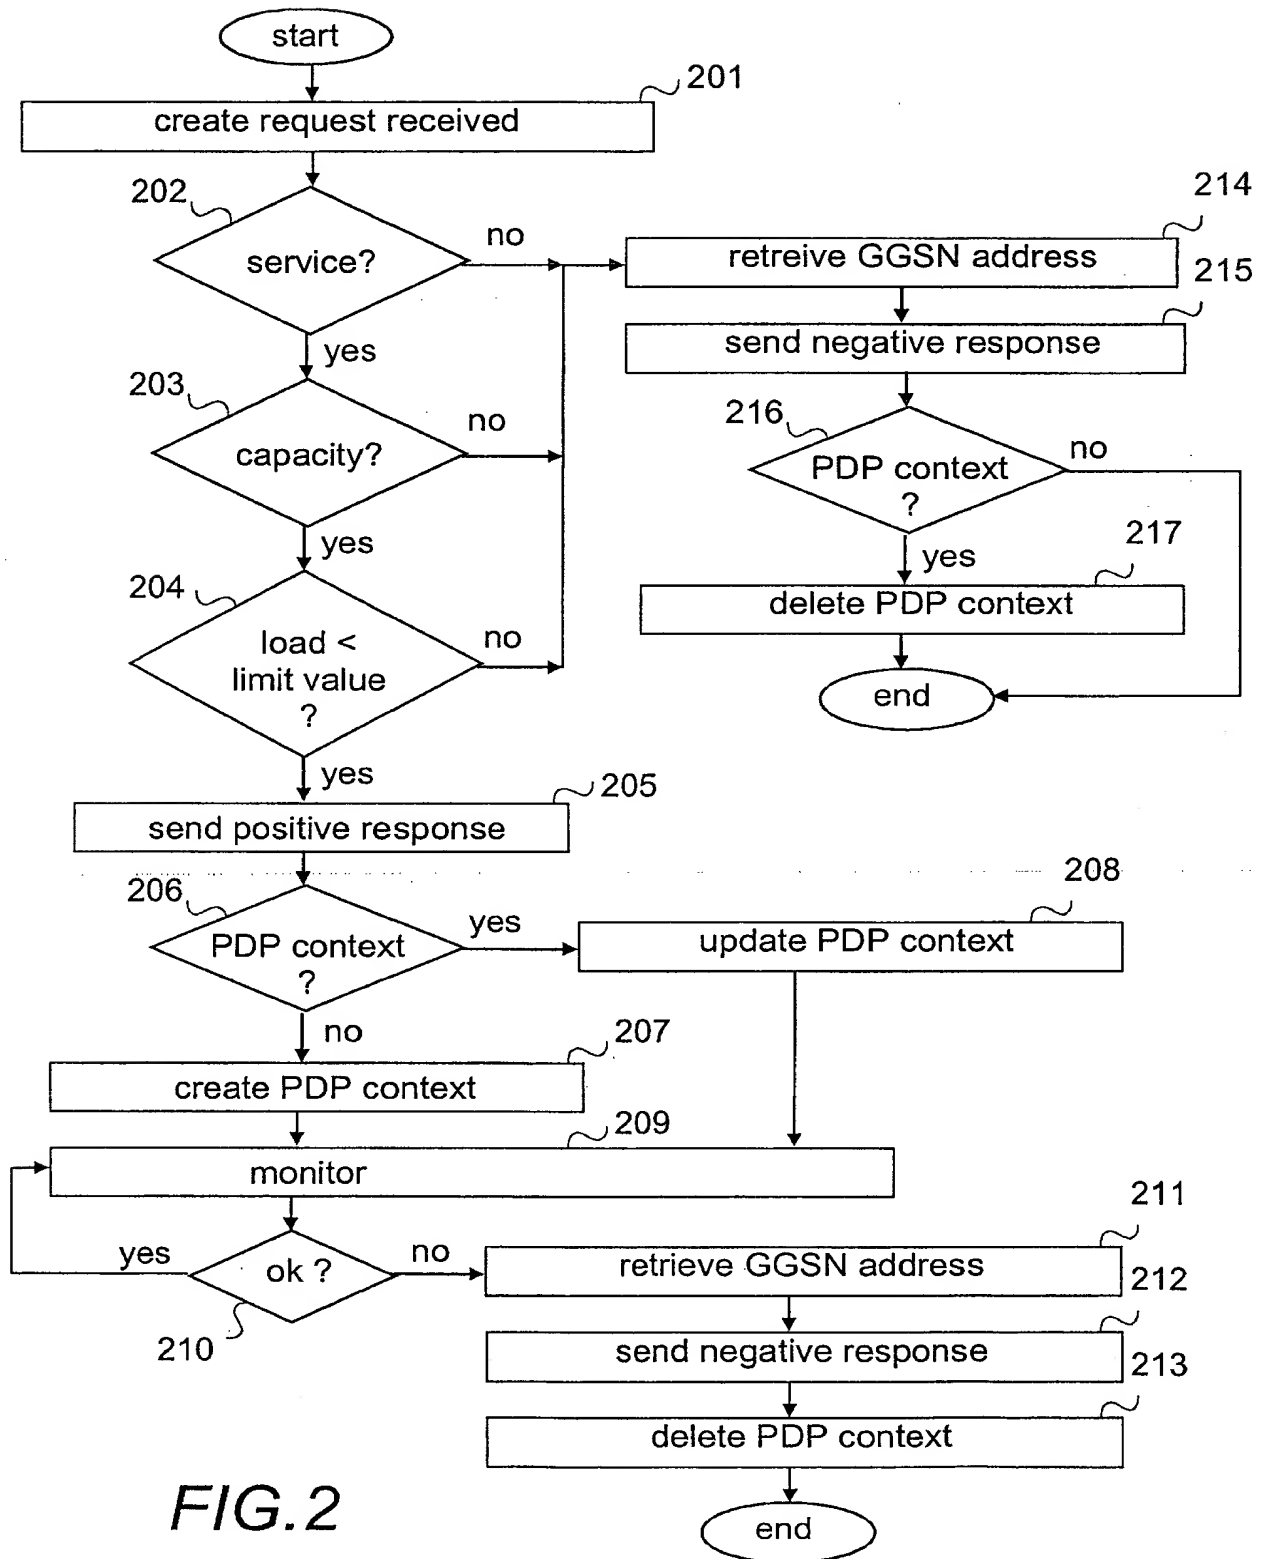 start
201
create request received
202
service?
no
yes
214
retreive GGSN address
215
send negative response
203
capacity?
no
yes
216
PDP context
?
no
yes
217
delete PDP context
end
204
load <
limit value
?
no
yes
205
send positive response
206
PDP context
?
yes
no
208
update PDP context
207
create PDP context
209
monitor
yes
ok ?
no
210
211
retrieve GGSN address
212
send negative response
213
delete PDP context
end
FIG.2